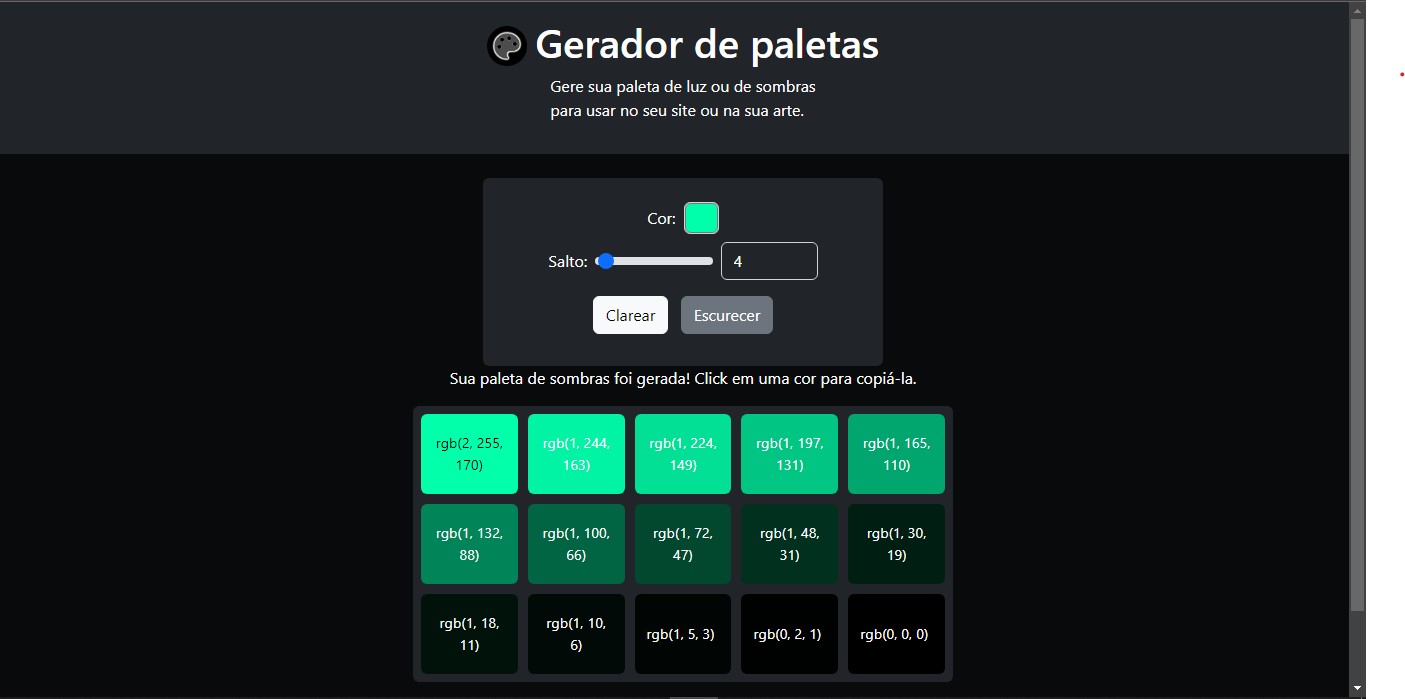 Gerador de paletas
Gere sua paleta de luz ou de sombras
para usar no seu site ou na sua arte.
Cor:
Salto:
4
Clarear
Escurecer
Sua paleta de sombras foi gerada! Click em uma cor para copiá-la.
rgb(2, 255,
170)
rgb(1, 244,
163)
rgb(1, 224,
149)
rgb(1, 197,
131)
rgb(1, 165,
110)
rgb(1, 132,
88)
rgb(1, 100,
66)
rgb(1, 72,
47)
rgb(1, 48,
31)
rgb(1, 30,
19)
rgb(1, 18,
11)
rgb(1, 10,
6)
rgb(1, 5, 3)
rgb(0, 2, 1)
rgb(0, 0, 0)